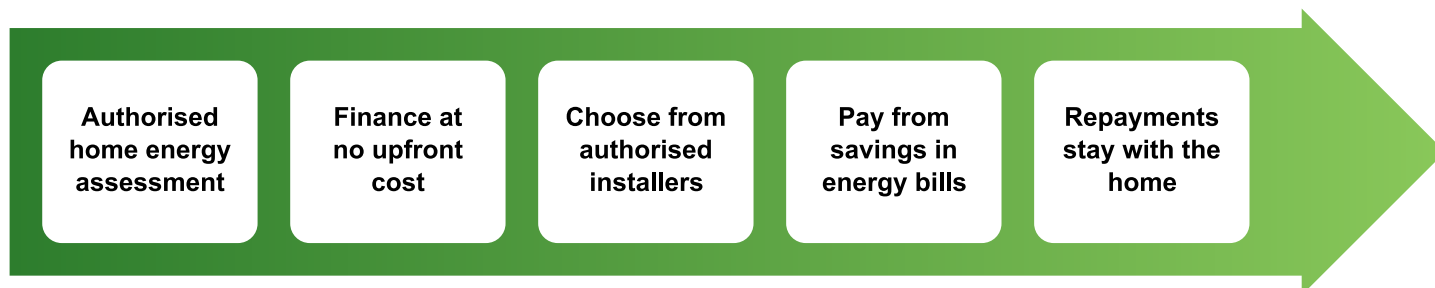 Authorised
home energy
assessment
Finance at
no upfront
cost
Choose from
authorised
installers
Pay from
savings in
energy bills
Repayments
stay with the
home